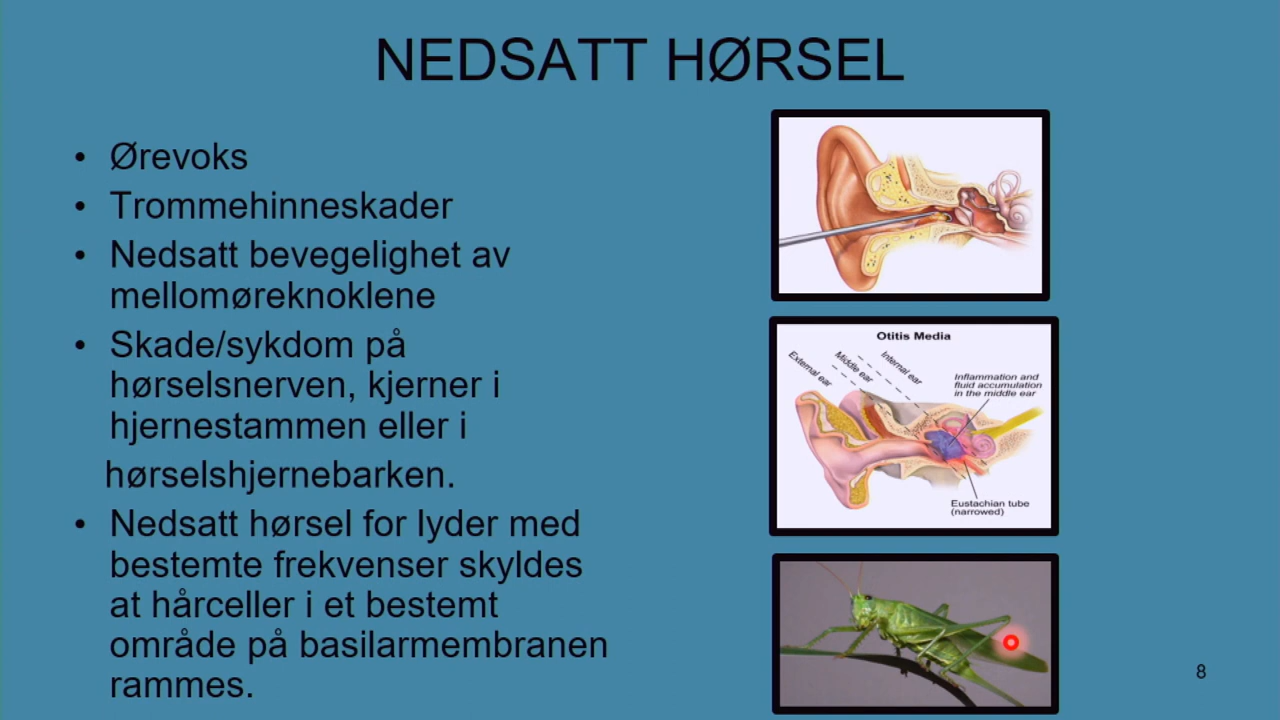 NEDSATT HØRSEL
• Ørevoks
• Trommehinneskader
• Nedsatt bevegelighet av
mellomøreknoklene
• Skade/sykdom på
hørselsnerven, kjerner i
hjernestammen eller i
hørselshjernebarken.
• Nedsatt hørsel for lyder med
bestemte frekvenser skyldes
at hårceller i et bestemt
område på basilarmembranen
rammes.
Otitis Media
External ear
Middle ear
Internal ear
Inflammation and
fluid accumulation
in the middle ear
Eustachian tube
(narrowed)
8